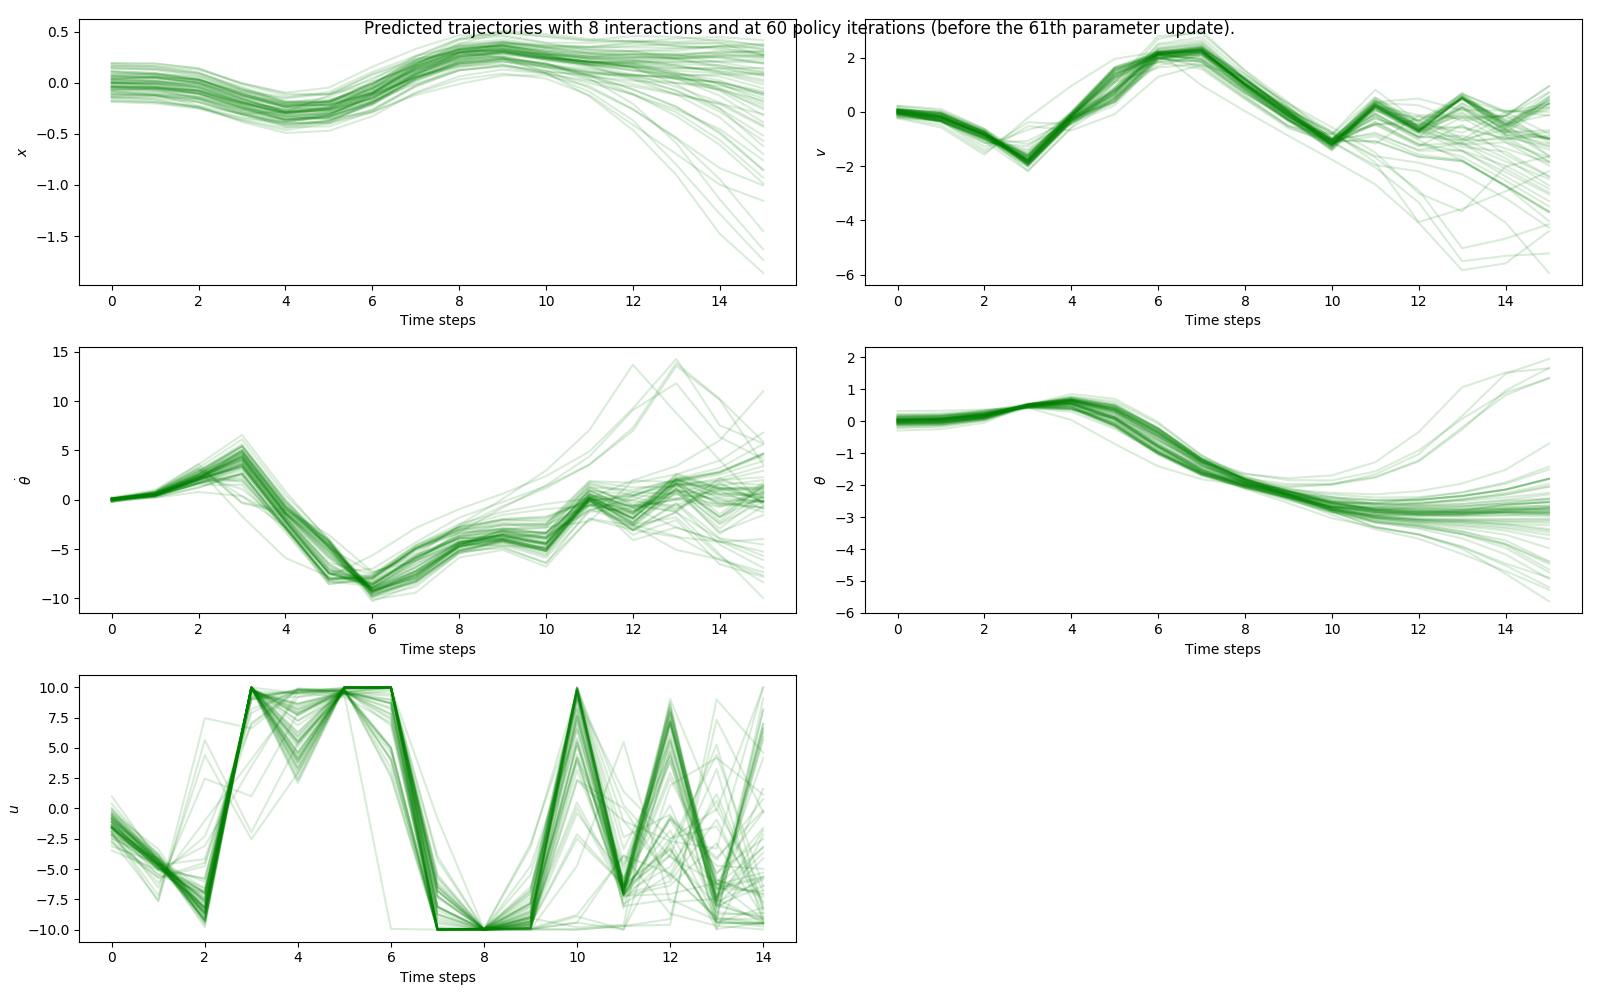 Predicted trajectories with 8 interactions and at 60 policy iterations (before the 61th parameter update).
0.5
0.0
−0.5
−1.0
−1.5
x
0 2 4 6 8 10 12 14
Time steps
2
0
−2
−4
−6
v
0 2 4 6 8 10 12 14
Time steps
15
10
5
0
−5
−10
θ̇
0 2 4 6 8 10 12 14
Time steps
2
1
0
−1
−2
−3
−4
−5
−6
θ
0 2 4 6 8 10 12 14
Time steps
10.0
7.5
5.0
2.5
0.0
−2.5
−5.0
−7.5
−10.0
u
0 2 4 6 8 10 12 14
Time steps